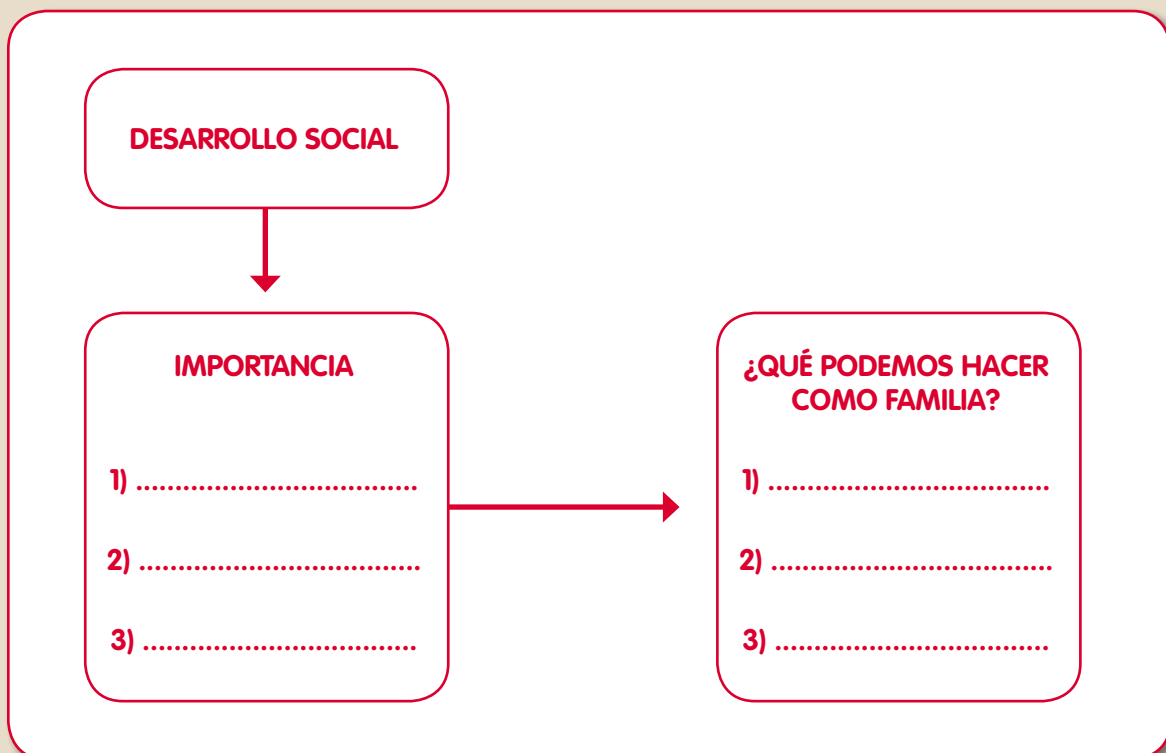 DESARROLLO SOCIAL
IMPORTANCIA
1) ...................................
2) ...................................
3) ..................................
¿QUÉ PODEMOS HACER
COMO FAMILIA?
1) ...................................
2) ...................................
3) ..................................